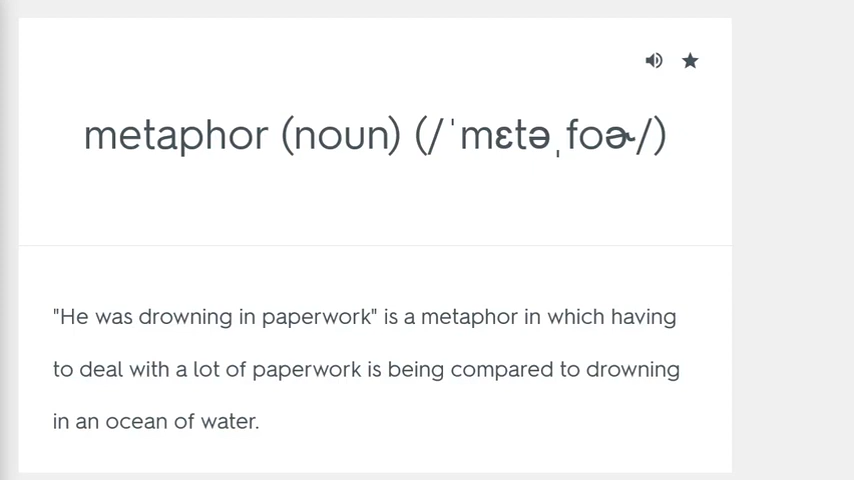 metaphor (noun) (/ˈmɛtəˌfoɚ/)
"He was drowning in paperwork" is a metaphor in which having
to deal with a lot of paperwork is being compared to drowning
in an ocean of water.